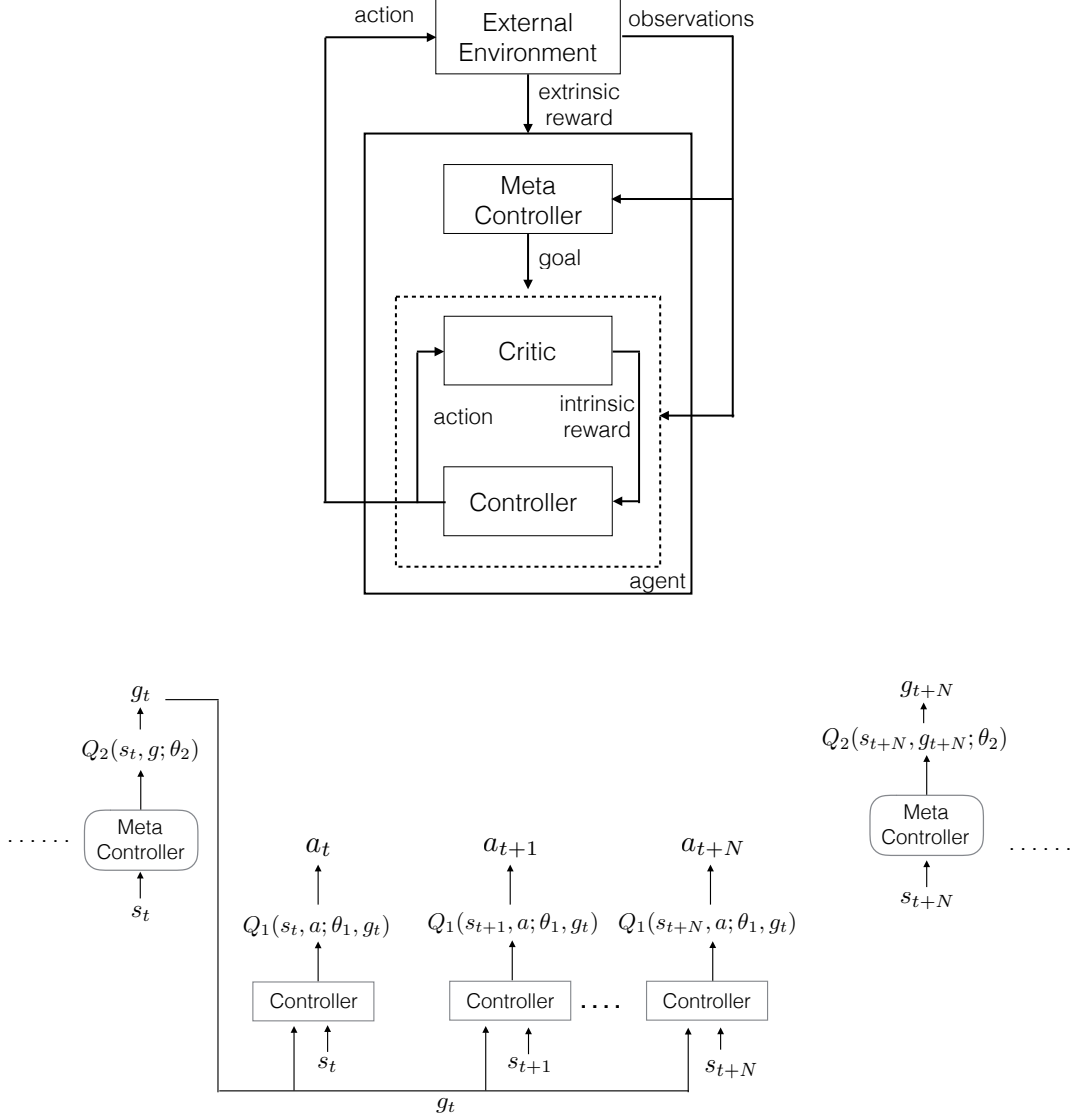 action
External
Environment
observations
extrinsic
reward
Meta
Controller
goal
Critic
action
intrinsic
reward
Controller
agent
g_t
Q_2(s_t, g; θ_2)
Meta
Controller
......
s_t
g_{t+N}
Q_2(s_{t+N}, g_{t+N}; θ_2)
Meta
Controller
......
s_{t+N}
a_t
a_{t+1}
a_{t+N}
Q_1(s_t, a; θ_1, g_t)
Q_1(s_{t+1}, a; θ_1, g_t)
Q_1(s_{t+N}, a; θ_1, g_t)
Controller
Controller
....
Controller
s_t
s_{t+1}
s_{t+N}
g_t